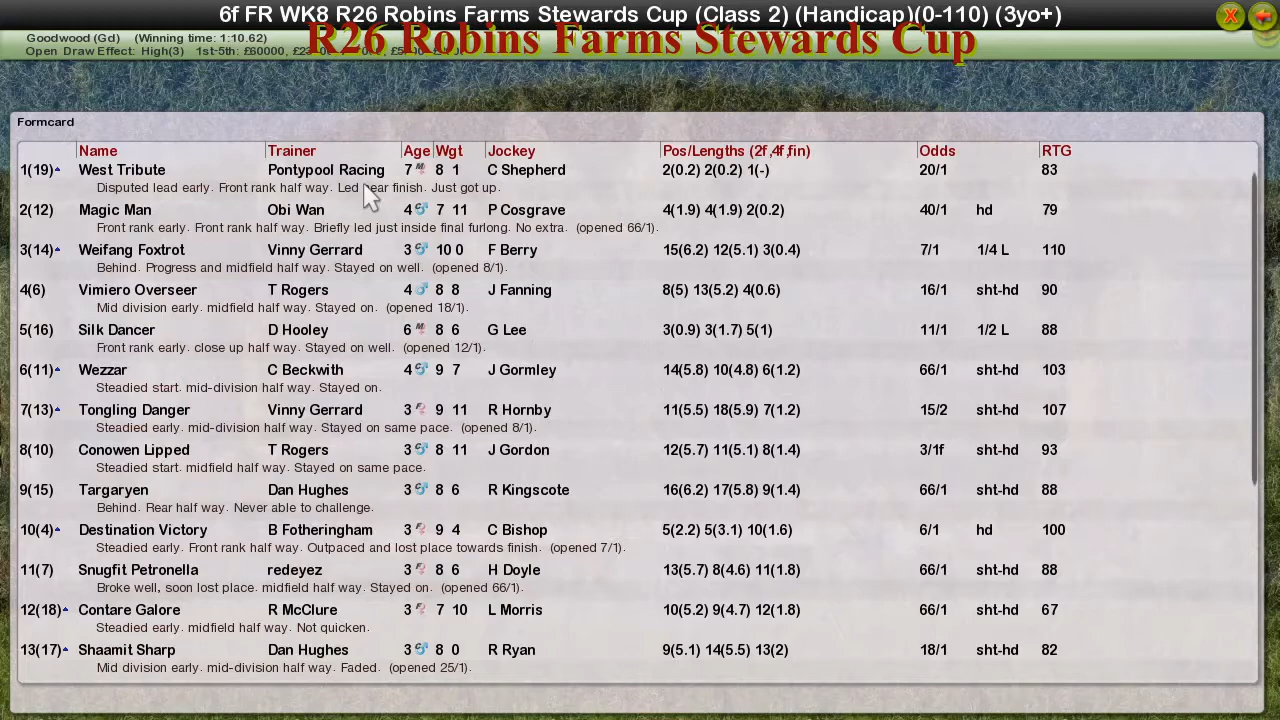 6f FR WK8 R26 Robins Farms Stewards Cup (Class 2) (Handicap)(0-110) (3yo+)
R26 Robins Farms Stewards Cup
Goodwood (Gd) (Winning time: 1:10.62)
Open Draw Effect: High(3) 1st-5th: £60000,
Formcard
Name Trainer Age Wgt Jockey Pos/Lengths (2f,4f,fin) Odds RTG
1(19) West Tribute Pontypool Racing 7 8 1 C Shepherd 2(0.2) 2(0.2) 1(-) 20/1 83
Disputed lead early. Front rank half way. Led near finish. Just got up.
2(12) Magic Man Obi Wan 4 7 11 P Cosgrave 4(1.9) 4(1.9) 2(0.2) 40/1 hd 79
Front rank early. Front rank half way. Briefly led just inside final furlong. No extra. (opened 66/1).
3(14) Weifang Foxtrot Vinny Gerrard 3 10 0 F Berry 15(6.2) 12(5.1) 3(0.4) 7/1 1/4 L 110
Behind. Progress and midfield half way. Stayed on well. (opened 8/1).
4(6) Vimiero Overseer T Rogers 4 8 8 J Fanning 8(5) 13(5.2) 4(0.6) 16/1 sht-hd 90
Mid division early. midfield half way. Stayed on. (opened 18/1).
5(16) Silk Dancer D Hooley 6 8 6 G Lee 3(0.9) 3(1.7) 5(1) 11/1 1/2 L 88
Front rank early. close up half way. Stayed on well. (opened 12/1).
6(11) Wezzar C Beckwith 4 9 7 J Gormley 14(5.8) 10(4.8) 6(1.2) 66/1 sht-hd 103
Steadied start. mid-division half way. Stayed on.
7(13) Tongling Danger Vinny Gerrard 3 9 11 R Hornby 11(5.5) 18(5.9) 7(1.2) 15/2 sht-hd 107
Steadied early. mid-division half way. Stayed on same pace. (opened 8/1).
8(10) Conowen Lipped T Rogers 3 8 11 J Gordon 12(5.7) 11(5.1) 8(1.4) 3/1f sht-hd 93
Steadied start. midfield half way. Stayed on same pace.
9(15) Targaryen Dan Hughes 3 8 6 R Kingscote 16(6.2) 17(5.8) 9(1.4) 66/1 sht-hd 88
Behind. Rear half way. Never able to challenge.
10(4) Destination Victory B Fotheringham 3 9 4 C Bishop 5(2.2) 5(3.1) 10(1.6) 6/1 hd 100
Steadied early. Front rank half way. Outpaced and lost place towards finish. (opened 7/1).
11(7) Snugfit Petronella redeyez 3 8 6 H Doyle 13(5.7) 8(4.6) 11(1.8) 66/1 sht-hd 88
Broke well, soon lost place. midfield half way. Stayed on. (opened 66/1).
12(18) Contare Galore R McClure 3 7 10 L Morris 10(5.2) 9(4.7) 12(1.8) 66/1 sht-hd 67
Steadied early. midfield half way. Not quicken.
13(17) Shaamit Sharp Dan Hughes 3 8 0 R Ryan 9(5.1) 14(5.5) 13(2) 18/1 sht-hd 82
Mid division early. mid-division half way. Faded. (opened 25/1).